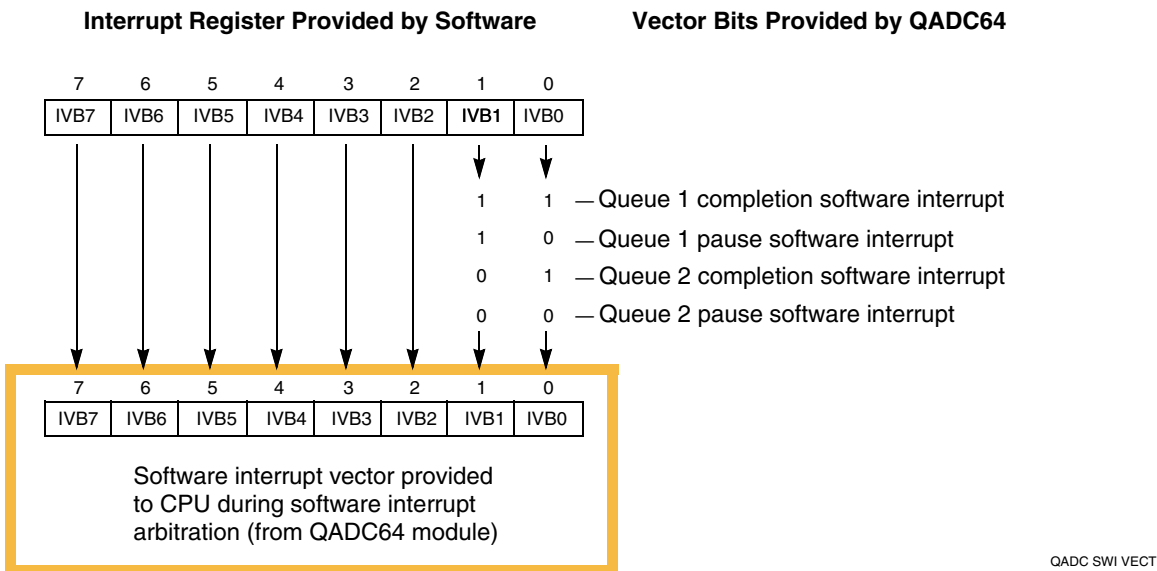 Interrupt Register Provided by Software Vector Bits Provided by QADC64
7 6 5 4 3 2 1 0
IVB7 IVB6 IVB5 IVB4 IVB3 IVB2 IVB1 IVB0
1 1 — Queue 1 completion software interrupt
1 0 — Queue 1 pause software interrupt
0 1 — Queue 2 completion software interrupt
0 0 — Queue 2 pause software interrupt
7 6 5 4 3 2 1 0
IVB7 IVB6 IVB5 IVB4 IVB3 IVB2 IVB1 IVB0
Software interrupt vector provided
to CPU during software interrupt
arbitration (from QADC64 module)
QADC SWI VECT